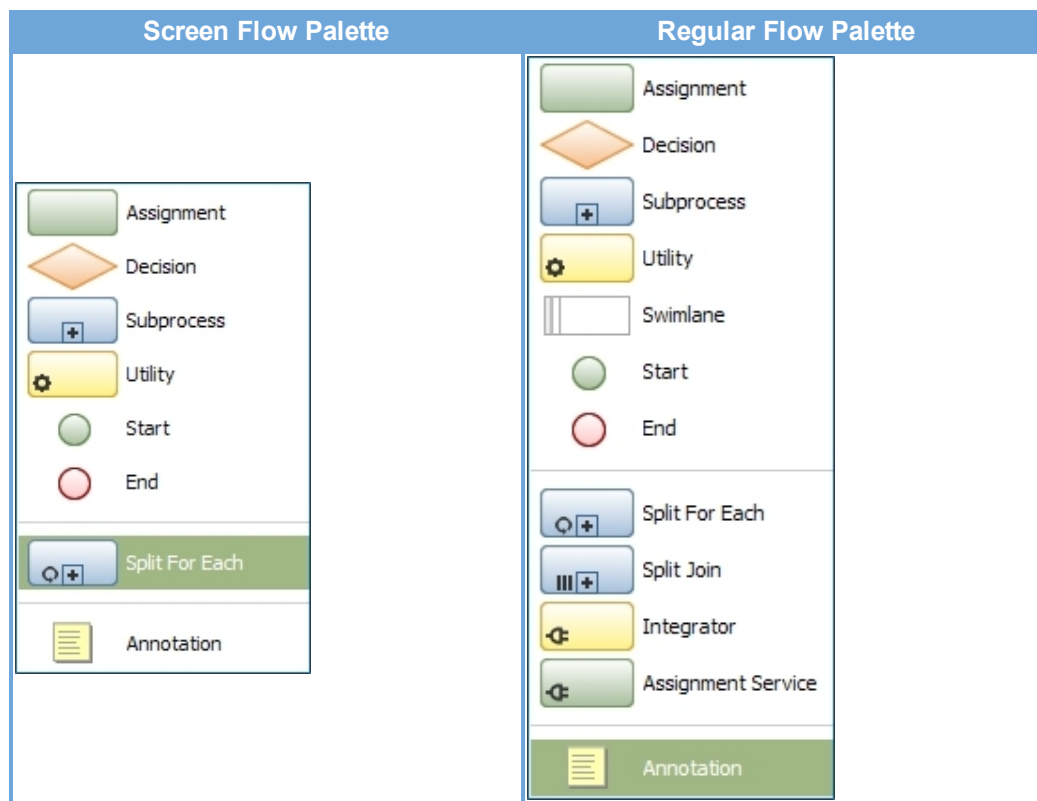 Screen Flow Palette
Regular Flow Palette
Assignment
Decision
Subprocess
Utility
Start
End
Split For Each
Annotation
Assignment
Decision
Subprocess
Utility
Swimlane
Start
End
Split For Each
Split Join
Integrator
Assignment Service
Annotation